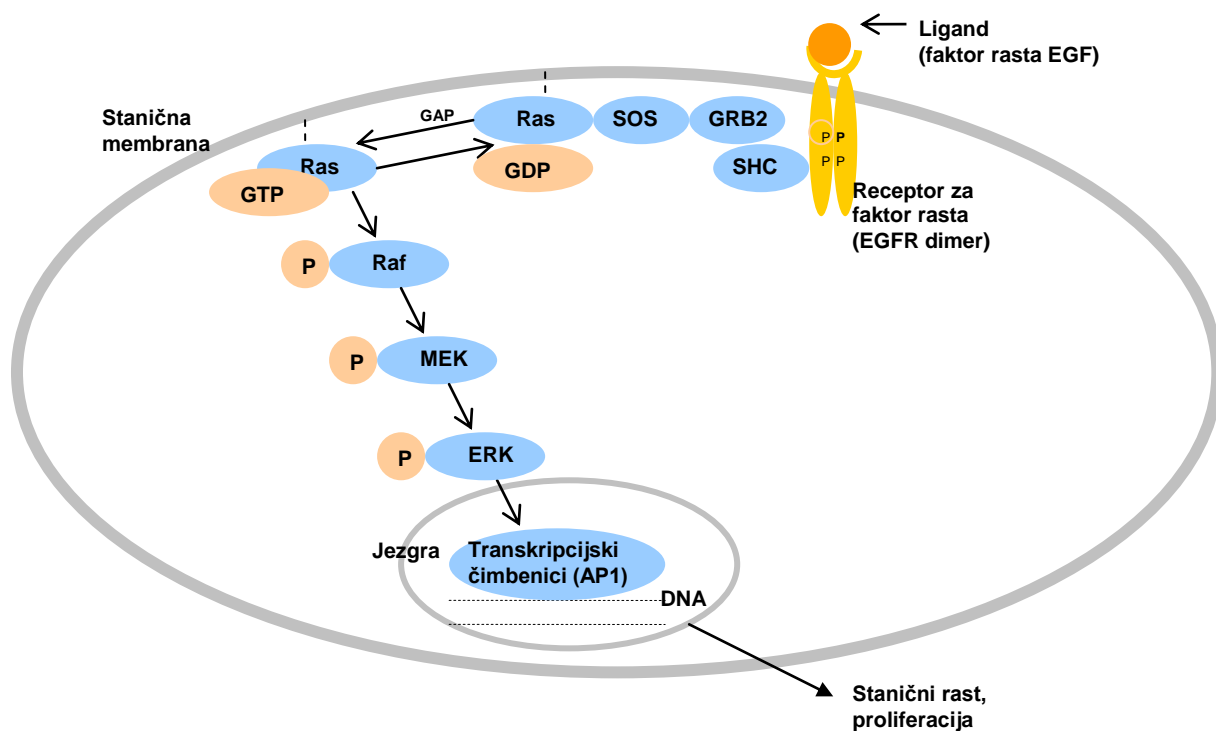 Ligand
(faktor rasta EGF)
Stanična
membrana
GAP
Ras
SOS
GRB2
Ras
GTP
GDP
SHC
P P
P P
Receptor za
faktor rasta
(EGFR dimer)
P
Raf
P
MEK
P
ERK
Jezgra
Transkripcijski
čimbenici (AP1)
DNA
Stanični rast,
proliferacija